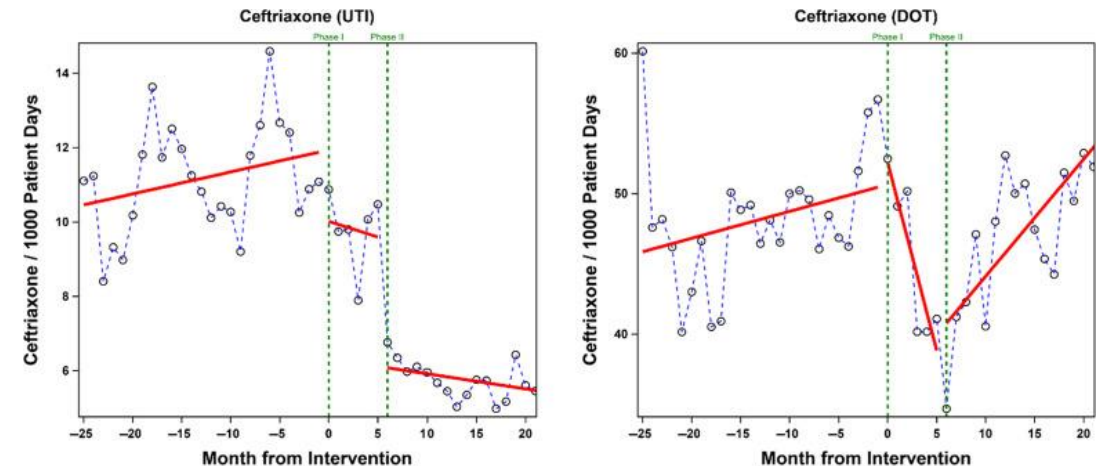 Ceftriaxone (UTI)
Phase I Phase II
Ceftriaxone / 1000 Patient Days
14
12
10
8
6
−25 −20 −15 −10 −5 0 5 10 15 20
Month from Intervention
Ceftriaxone (DOT)
Phase I Phase II
Ceftriaxone / 1000 Patient Days
60
50
40
−25 −20 −15 −10 −5 0 5 10 15 20
Month from Intervention